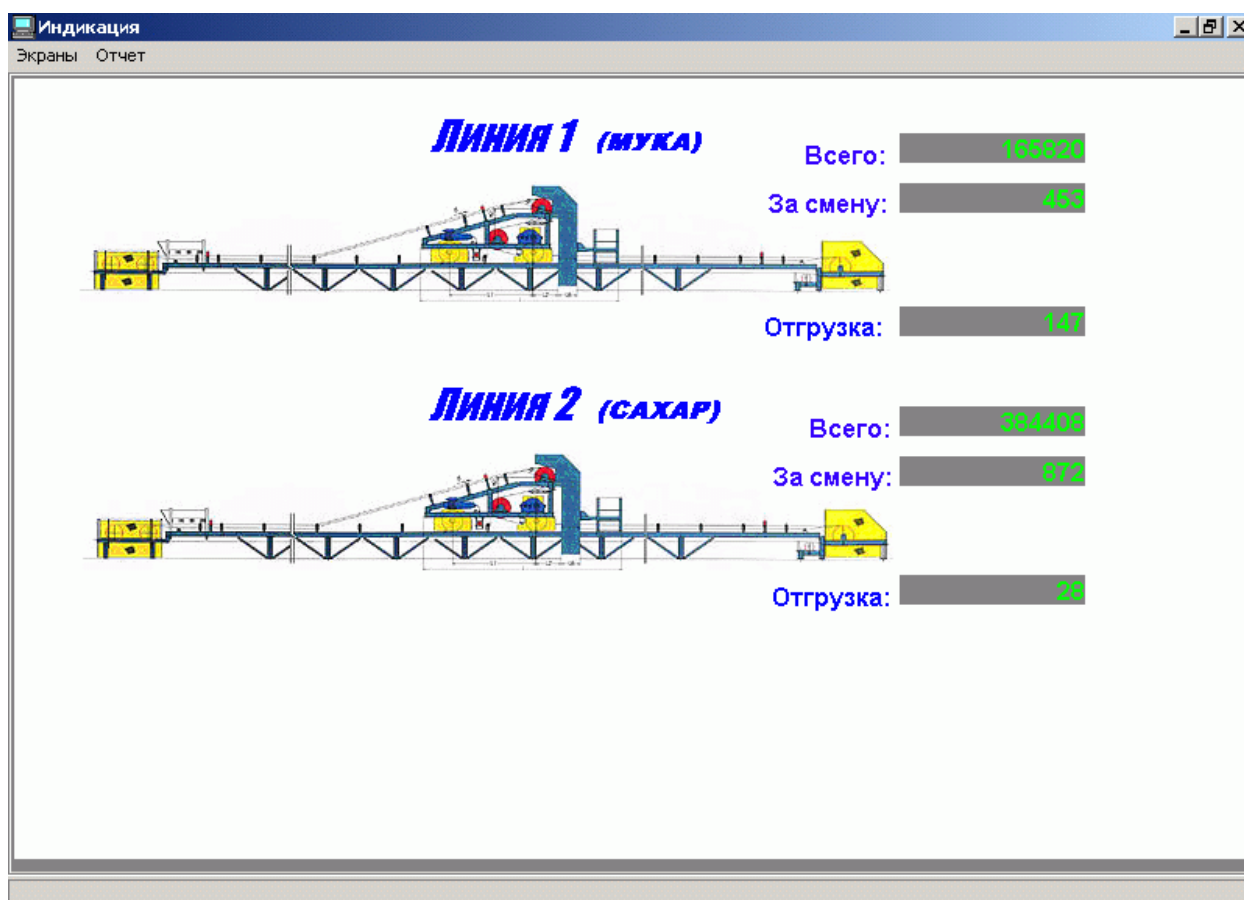 Индикация
Экраны Отчет
ЛИНИЯ 1 (МУКА)
Всего: 165820
За смену: 453
Отгрузка: 147
ЛИНИЯ 2 (САХАР)
Всего: 384408
За смену: 872
Отгрузка: 28